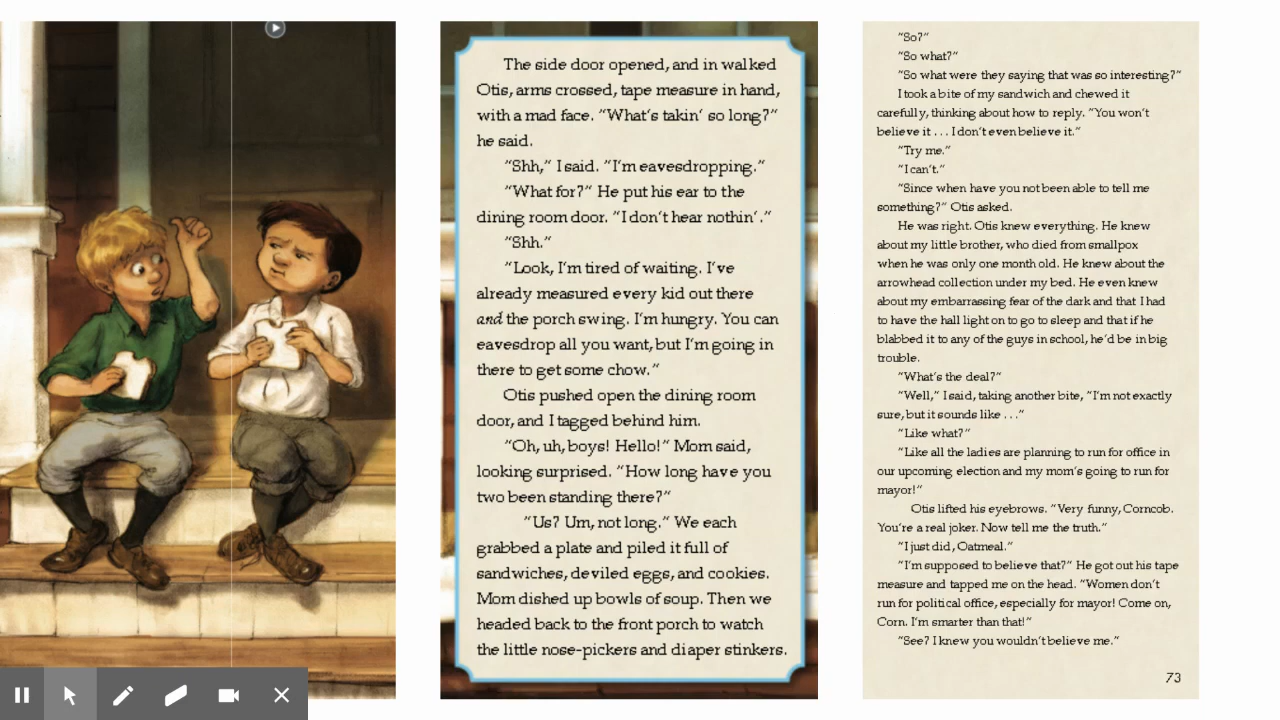 The side door opened, and in walked
Otis, arms crossed, tape measure in hand,
with a mad face. “What’s takin’ so long?”
he said.
“Shh,” I said. “I’m eavesdropping.”
“What for?” He put his ear to the
dining room door. “I don’t hear nothin’.”
“Shh.”
“Look, I’m tired of waiting. I’ve
already measured every kid out there
and the porch swing. I’m hungry. You can
eavesdrop all you want, but I’m going in
there to get some chow.”
Otis pushed open the dining room
door, and I tagged behind him.
“Oh, uh, boys! Hello!” Mom said,
looking surprised. “How long have you
two been standing there?”
“Us? Um, not long.” We each
grabbed a plate and piled it full of
sandwiches, deviled eggs, and cookies.
Mom dished up bowls of soup. Then we
headed back to the front porch to watch
the little nose-pickers and diaper stinkers.
“So?”
“So what?”
“So what were they saying that was so interesting?”
I took a bite of my sandwich and chewed it
carefully, thinking about how to reply. “You won’t
believe it . . . I don’t even believe it.”
“Try me.”
“I can’t.”
“Since when have you not been able to tell me
something?” Otis asked.
He was right. Otis knew everything. He knew
about my little brother, who died from smallpox
when he was only one month old. He knew about the
arrowhead collection under my bed. He even knew
about my embarrassing fear of the dark and that I had
to have the hall light on to go to sleep and that if he
blabbed it to any of the guys in school, he’d be in big
trouble.
“What’s the deal?”
“Well,” I said, taking another bite, “I’m not exactly
sure, but it sounds like . . .”
“Like what?”
“Like all the ladies are planning to run for office in
our upcoming election and my mom’s going to run for
mayor!”
Otis lifted his eyebrows. “Very funny, Corncob.
You’re a real joker. Now tell me the truth.”
“I just did, Oatmeal.”
“I’m supposed to believe that?” He got out his tape
measure and tapped me on the head. “Women don’t
run for political office, especially for mayor! Come on,
Corn. I’m smarter than that!”
“See? I knew you wouldn’t believe me.”
73